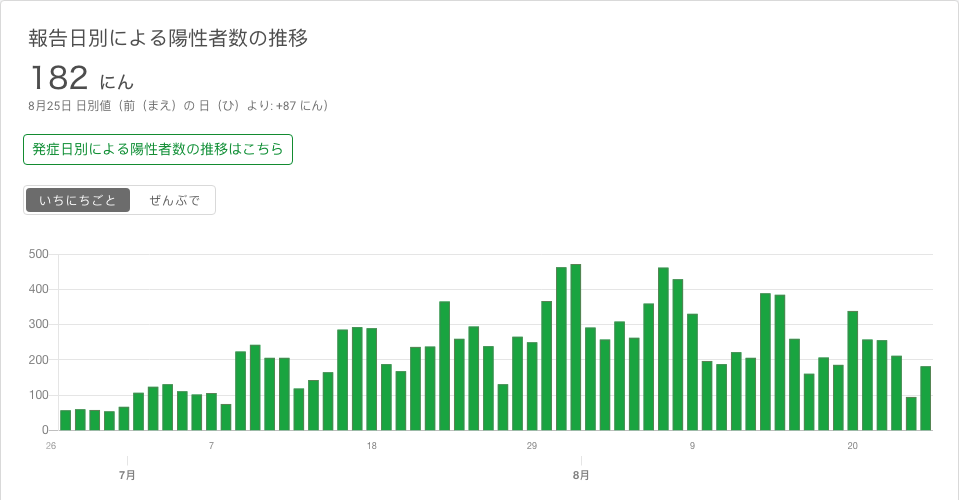 報告日別による陽性者数の推移
182 にん
8月25日 日別値（前（まえ）の 日（ひ）より: +87 にん）
発症日別による陽性者数の推移はこちら
いちにちごと ぜんぶで
500
400
300
200
100
0
26 7 18 29 9 20
7月 8月